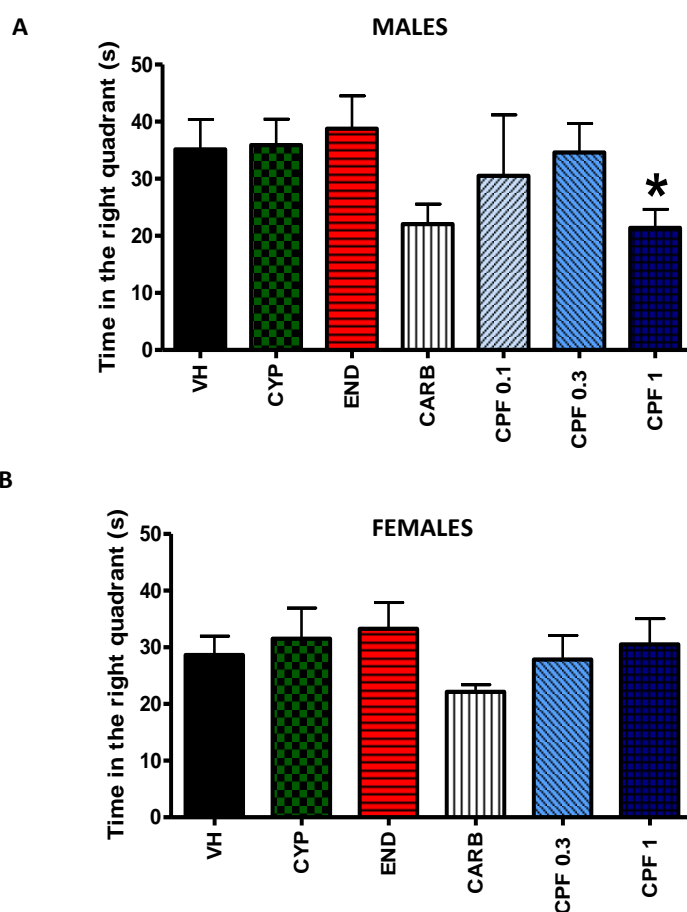 A
MALES
Time in the right quadrant (s)
50
40
30
20
10
0
*
VH
CYP
END
CARB
CPF 0.1
CPF 0.3
CPF 1
B
FEMALES
Time in the right quadrant (s)
50
40
30
20
10
0
VH
CYP
END
CARB
CPF 0.3
CPF 1